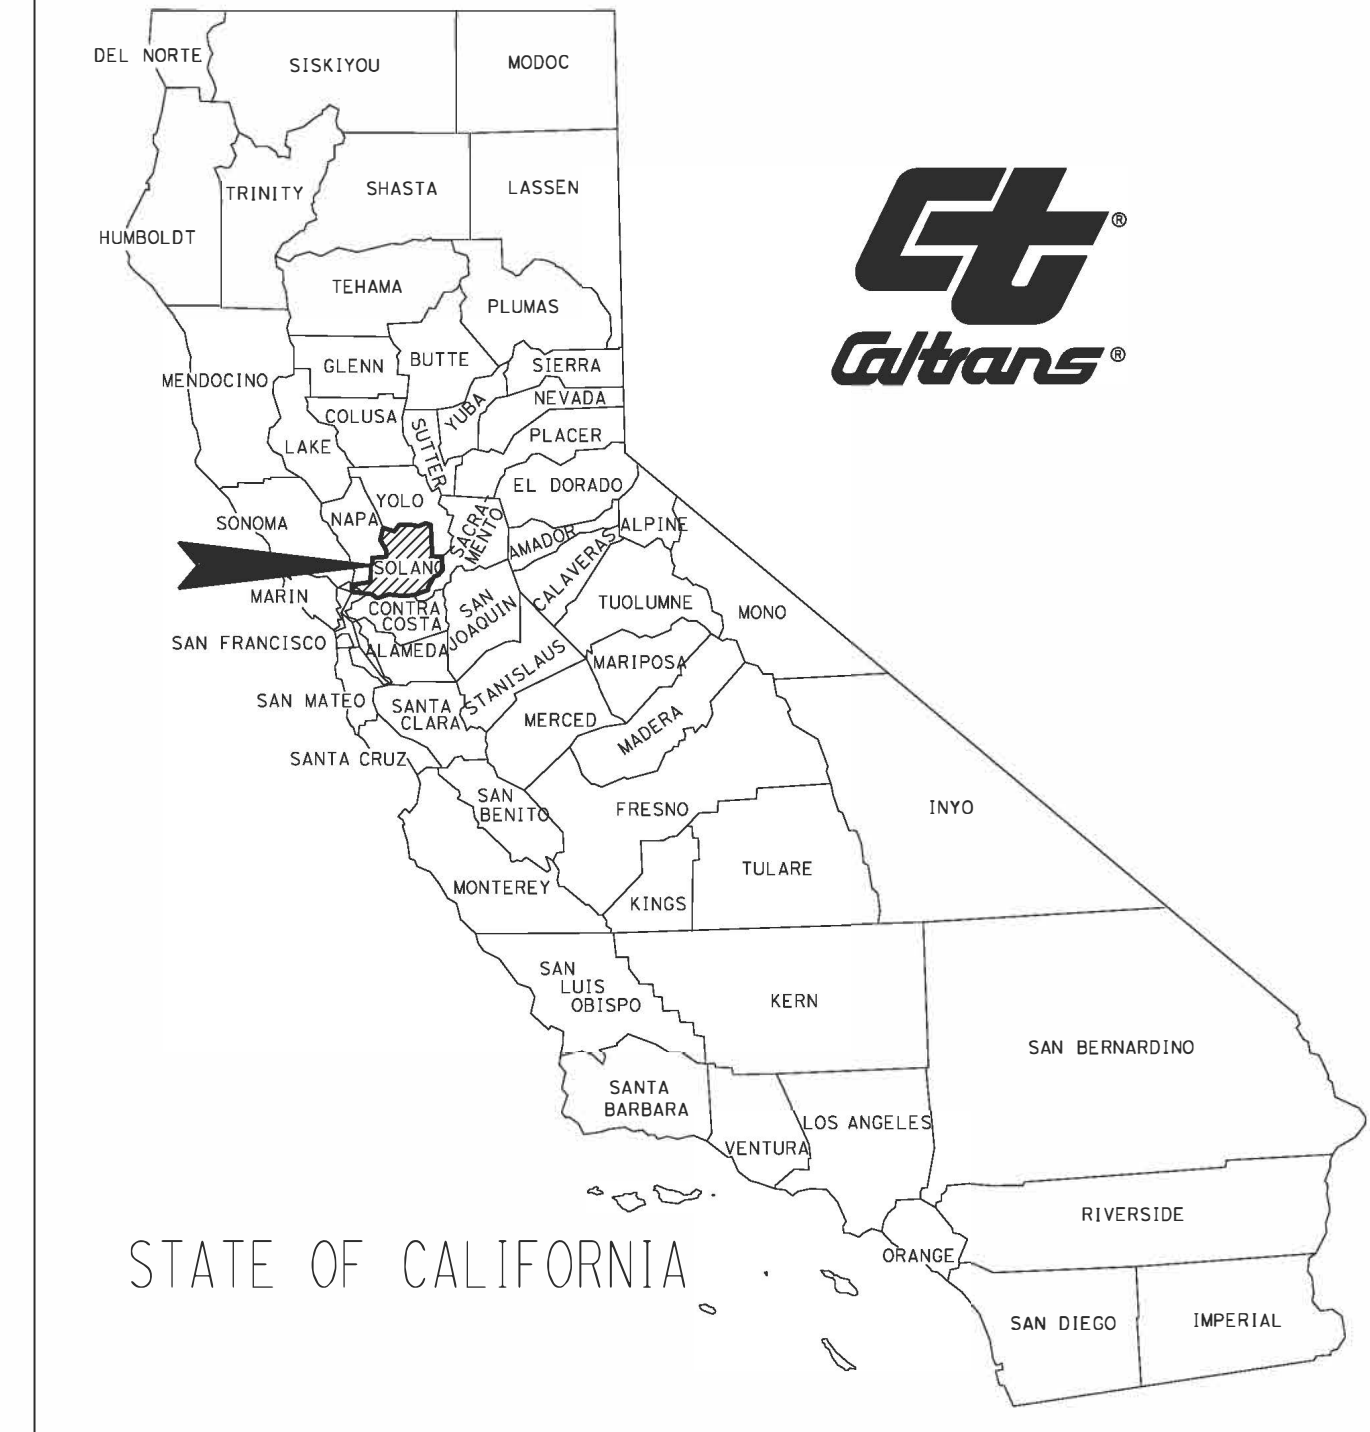 DEL NORTE
SISKIYOU
MODOC
TRINITY
SHASTA
LASSEN
HUMBOLDT
TEHAMA
PLUMAS
GLENN
BUTTE
SIERRA
MENDOCINO
COLUSA
YUBA
NEVADA
LAKE
SUTTER
PLACER
EL DORADO
YOLO
SONOMA
NAPA
SACRA-
MENTO
ALPINE
AMADOR
SOLANO
CALAVERAS
MARIN
CONTRA
COSTA
SAN
JOAQUIN
TUOLUMNE
MONO
SAN FRANCISCO
ALAMEDA
STANISLAUS
MARIPOSA
SAN MATEO
SANTA
CLARA
MERCED
MADERA
SANTA CRUZ
SAN
BENITO
FRESNO
INYO
TULARE
MONTEREY
KINGS
SAN
LUIS
OBISPO
KERN
SAN BERNARDINO
SANTA
BARBARA
VENTURA
LOS ANGELES
RIVERSIDE
ORANGE
SAN DIEGO
IMPERIAL
STATE OF CALIFORNIA
Ct ®
Caltrans ®